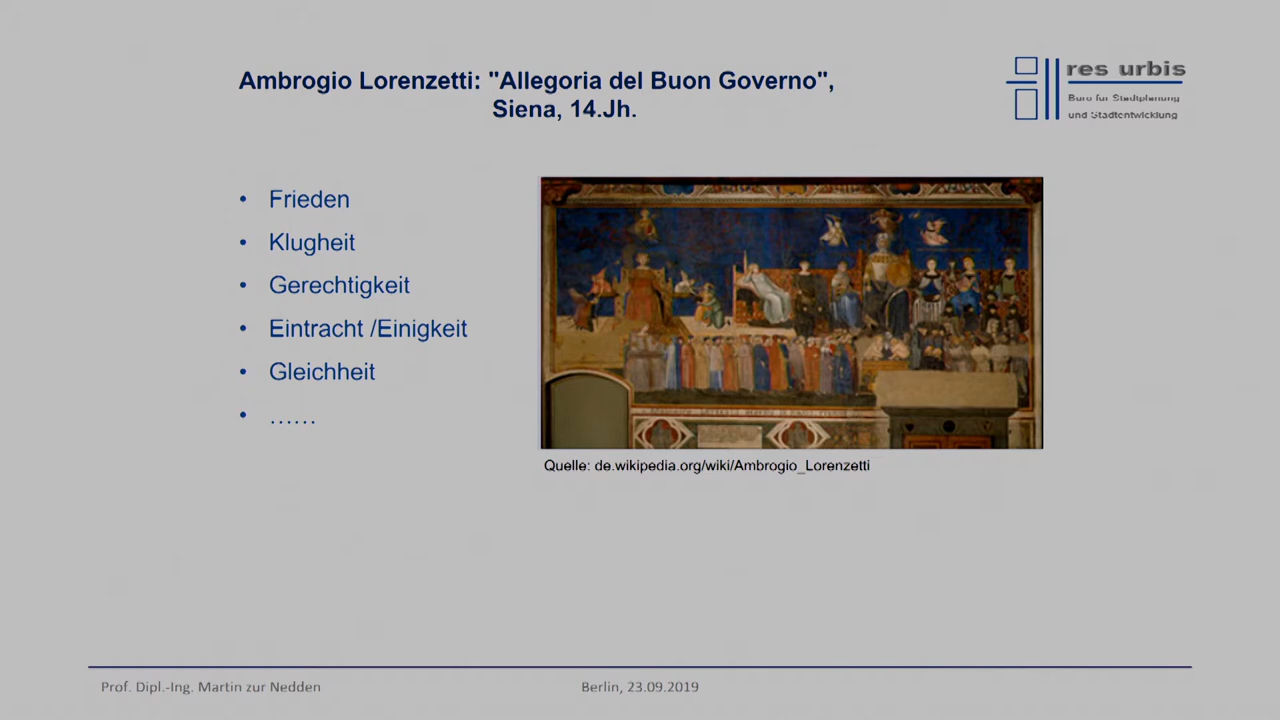 Ambrogio Lorenzetti: "Allegoria del Buon Governo",
Siena, 14.Jh.
res urbis
Büro für Stadtplanung
und Stadtentwicklung
• Frieden
• Klugheit
• Gerechtigkeit
• Eintracht /Einigkeit
• Gleichheit
• ……
Quelle: de.wikipedia.org/wiki/Ambrogio_Lorenzetti
Prof. Dipl.-Ing. Martin zur Nedden
Berlin, 23.09.2019